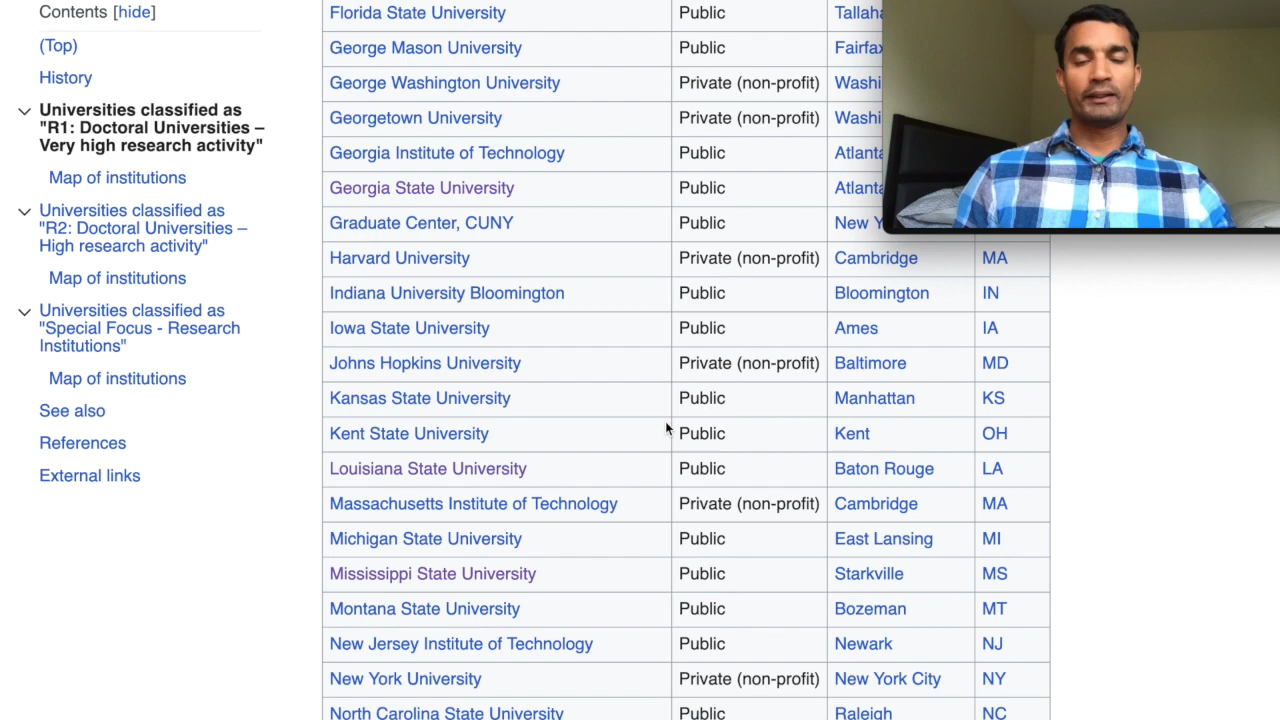 Contents [hide]
(Top)
History
Universities classified as
"R1: Doctoral Universities –
Very high research activity"
Map of institutions
Universities classified as
"R2: Doctoral Universities –
High research activity"
Map of institutions
Universities classified as
"Special Focus - Research
Institutions"
Map of institutions
See also
References
External links
Florida State University Public Tallaha
George Mason University Public Fairfax
George Washington University Private (non-profit) Washi
Georgetown University Private (non-profit) Washi
Georgia Institute of Technology Public Atlanta
Georgia State University Public Atlanta
Graduate Center, CUNY Public New Y
Harvard University Private (non-profit) Cambridge MA
Indiana University Bloomington Public Bloomington IN
Iowa State University Public Ames IA
Johns Hopkins University Private (non-profit) Baltimore MD
Kansas State University Public Manhattan KS
Kent State University Public Kent OH
Louisiana State University Public Baton Rouge LA
Massachusetts Institute of Technology Private (non-profit) Cambridge MA
Michigan State University Public East Lansing MI
Mississippi State University Public Starkville MS
Montana State University Public Bozeman MT
New Jersey Institute of Technology Public Newark NJ
New York University Private (non-profit) New York City NY
North Carolina State University Public Raleigh NC